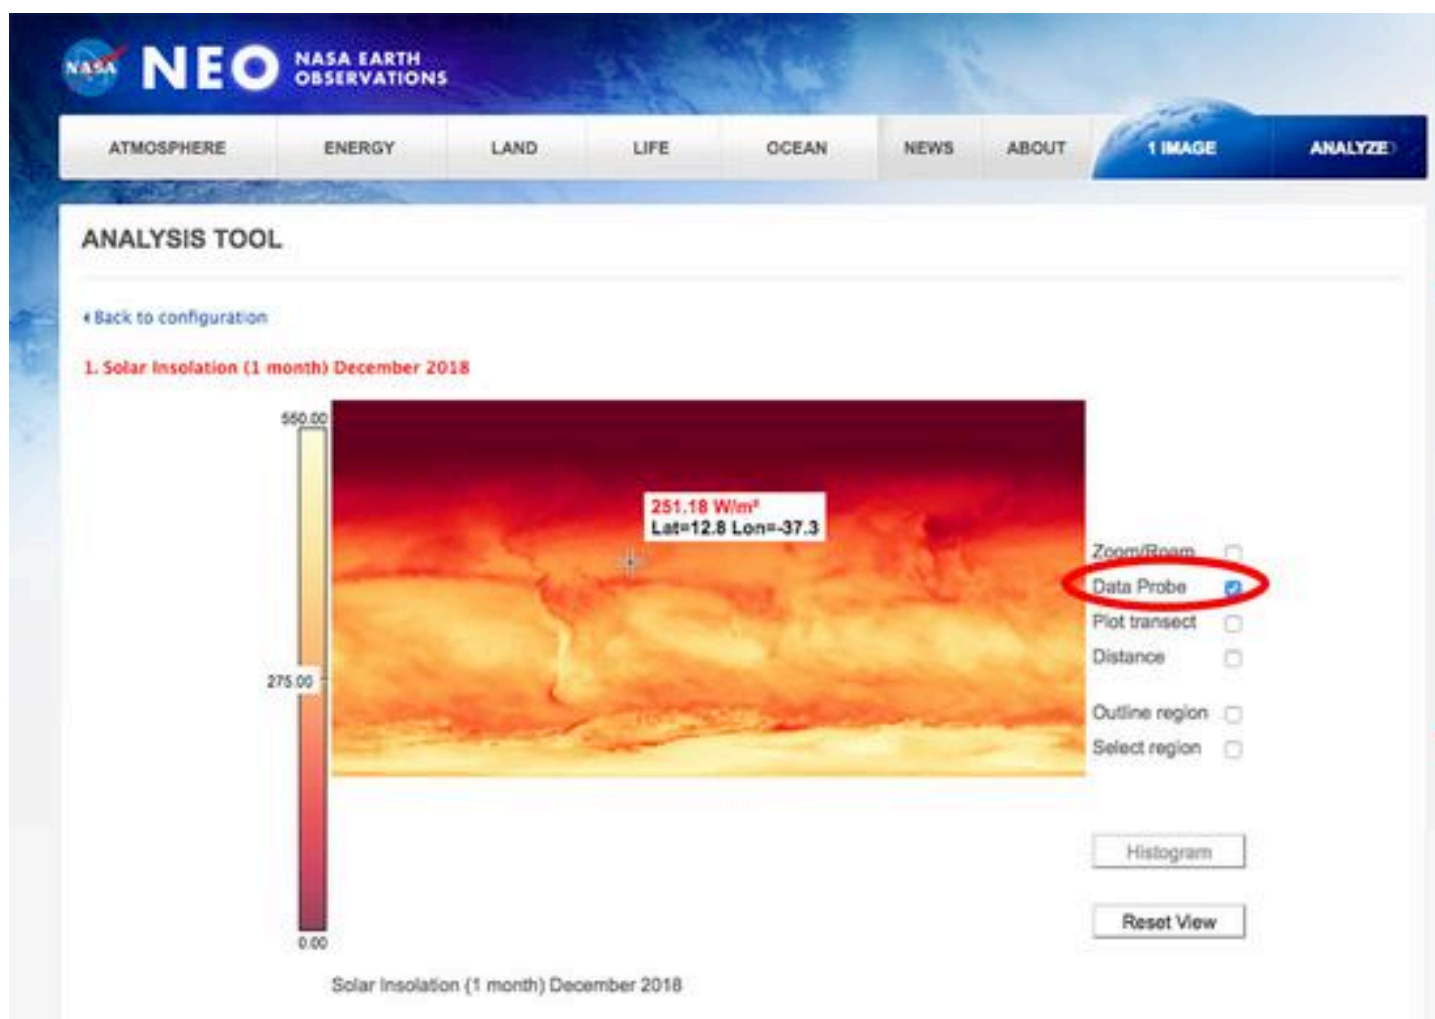 NASA
NEO
NASA EARTH
OBSERVATIONS
ATMOSPHERE ENERGY LAND LIFE OCEAN NEWS ABOUT 1 IMAGE ANALYZE
ANALYSIS TOOL
Back to configuration
1. Solar Insolation (1 month) December 2018
550.00
251.18 W/m²
Lat=12.8 Lon=-37.3
Zoom/Roam
Data Probe
Plot transect
Distance
275.00
Outline region
Select region
Histogram
Reset View
0.00
Solar Insolation (1 month) December 2018